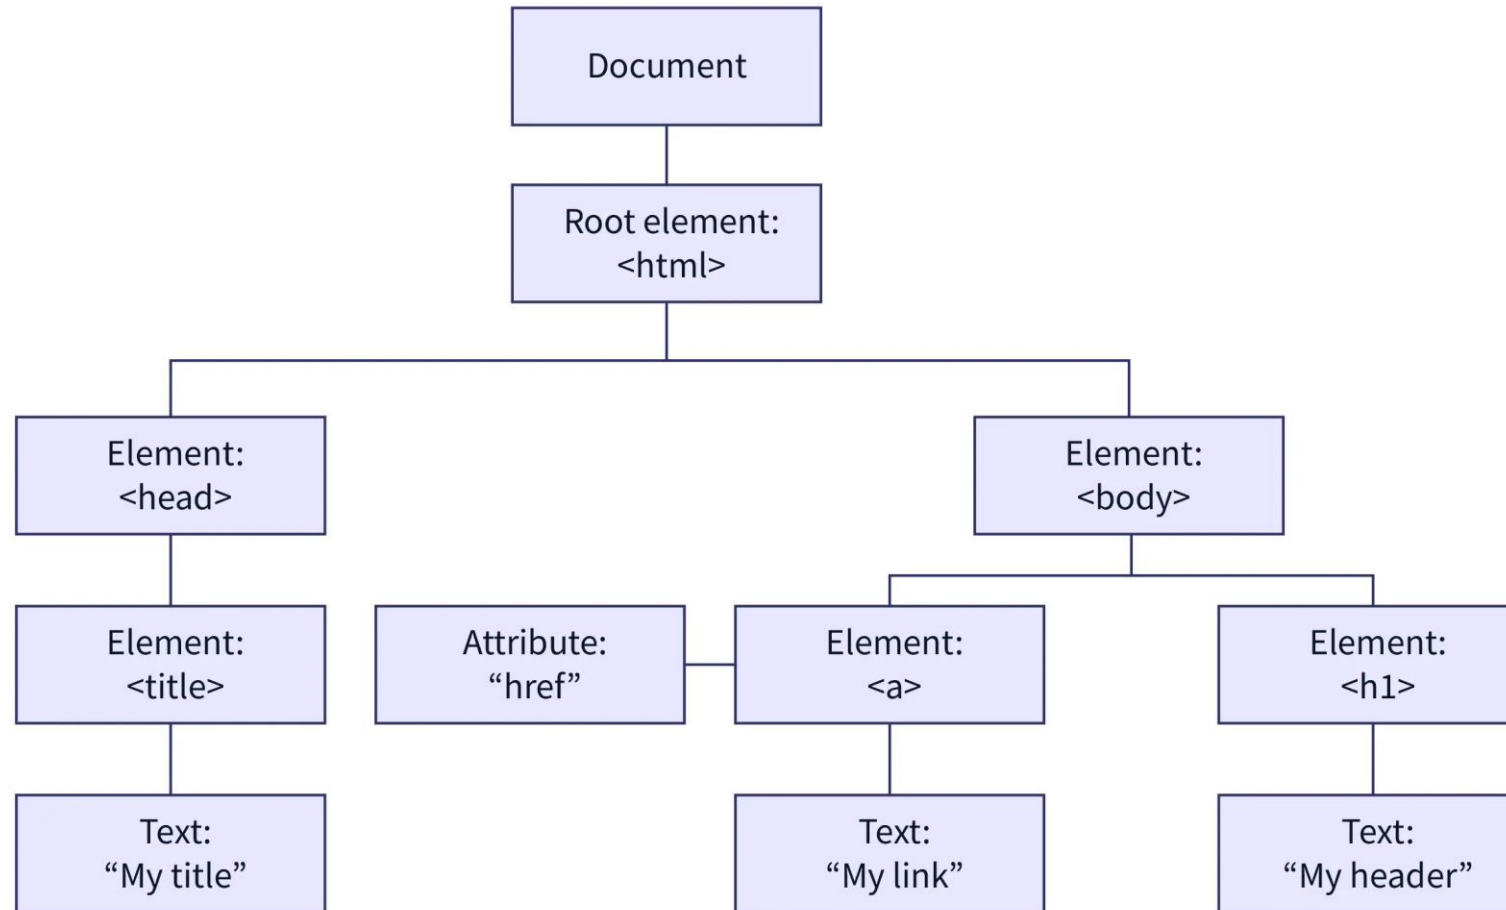 Document
Root element:
<html>
Element:
<head>
Element:
<body>
Element:
<title>
Attribute:
“href”
Element:
<a>
Element:
<h1>
Text:
“My title”
Text:
“My link”
Text:
“My header”